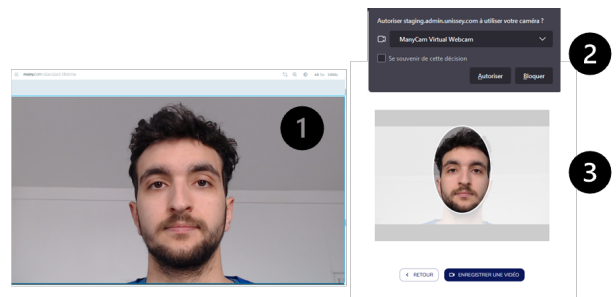 manycam
1
Autoriser staging.admin.unissey.com à utiliser votre caméra ?
ManyCam Virtual Webcam
Se souvenir de cette décision
Autoriser
Bloquer
2
3
RETOUR
ENREGISTRER UNE VIDÉO